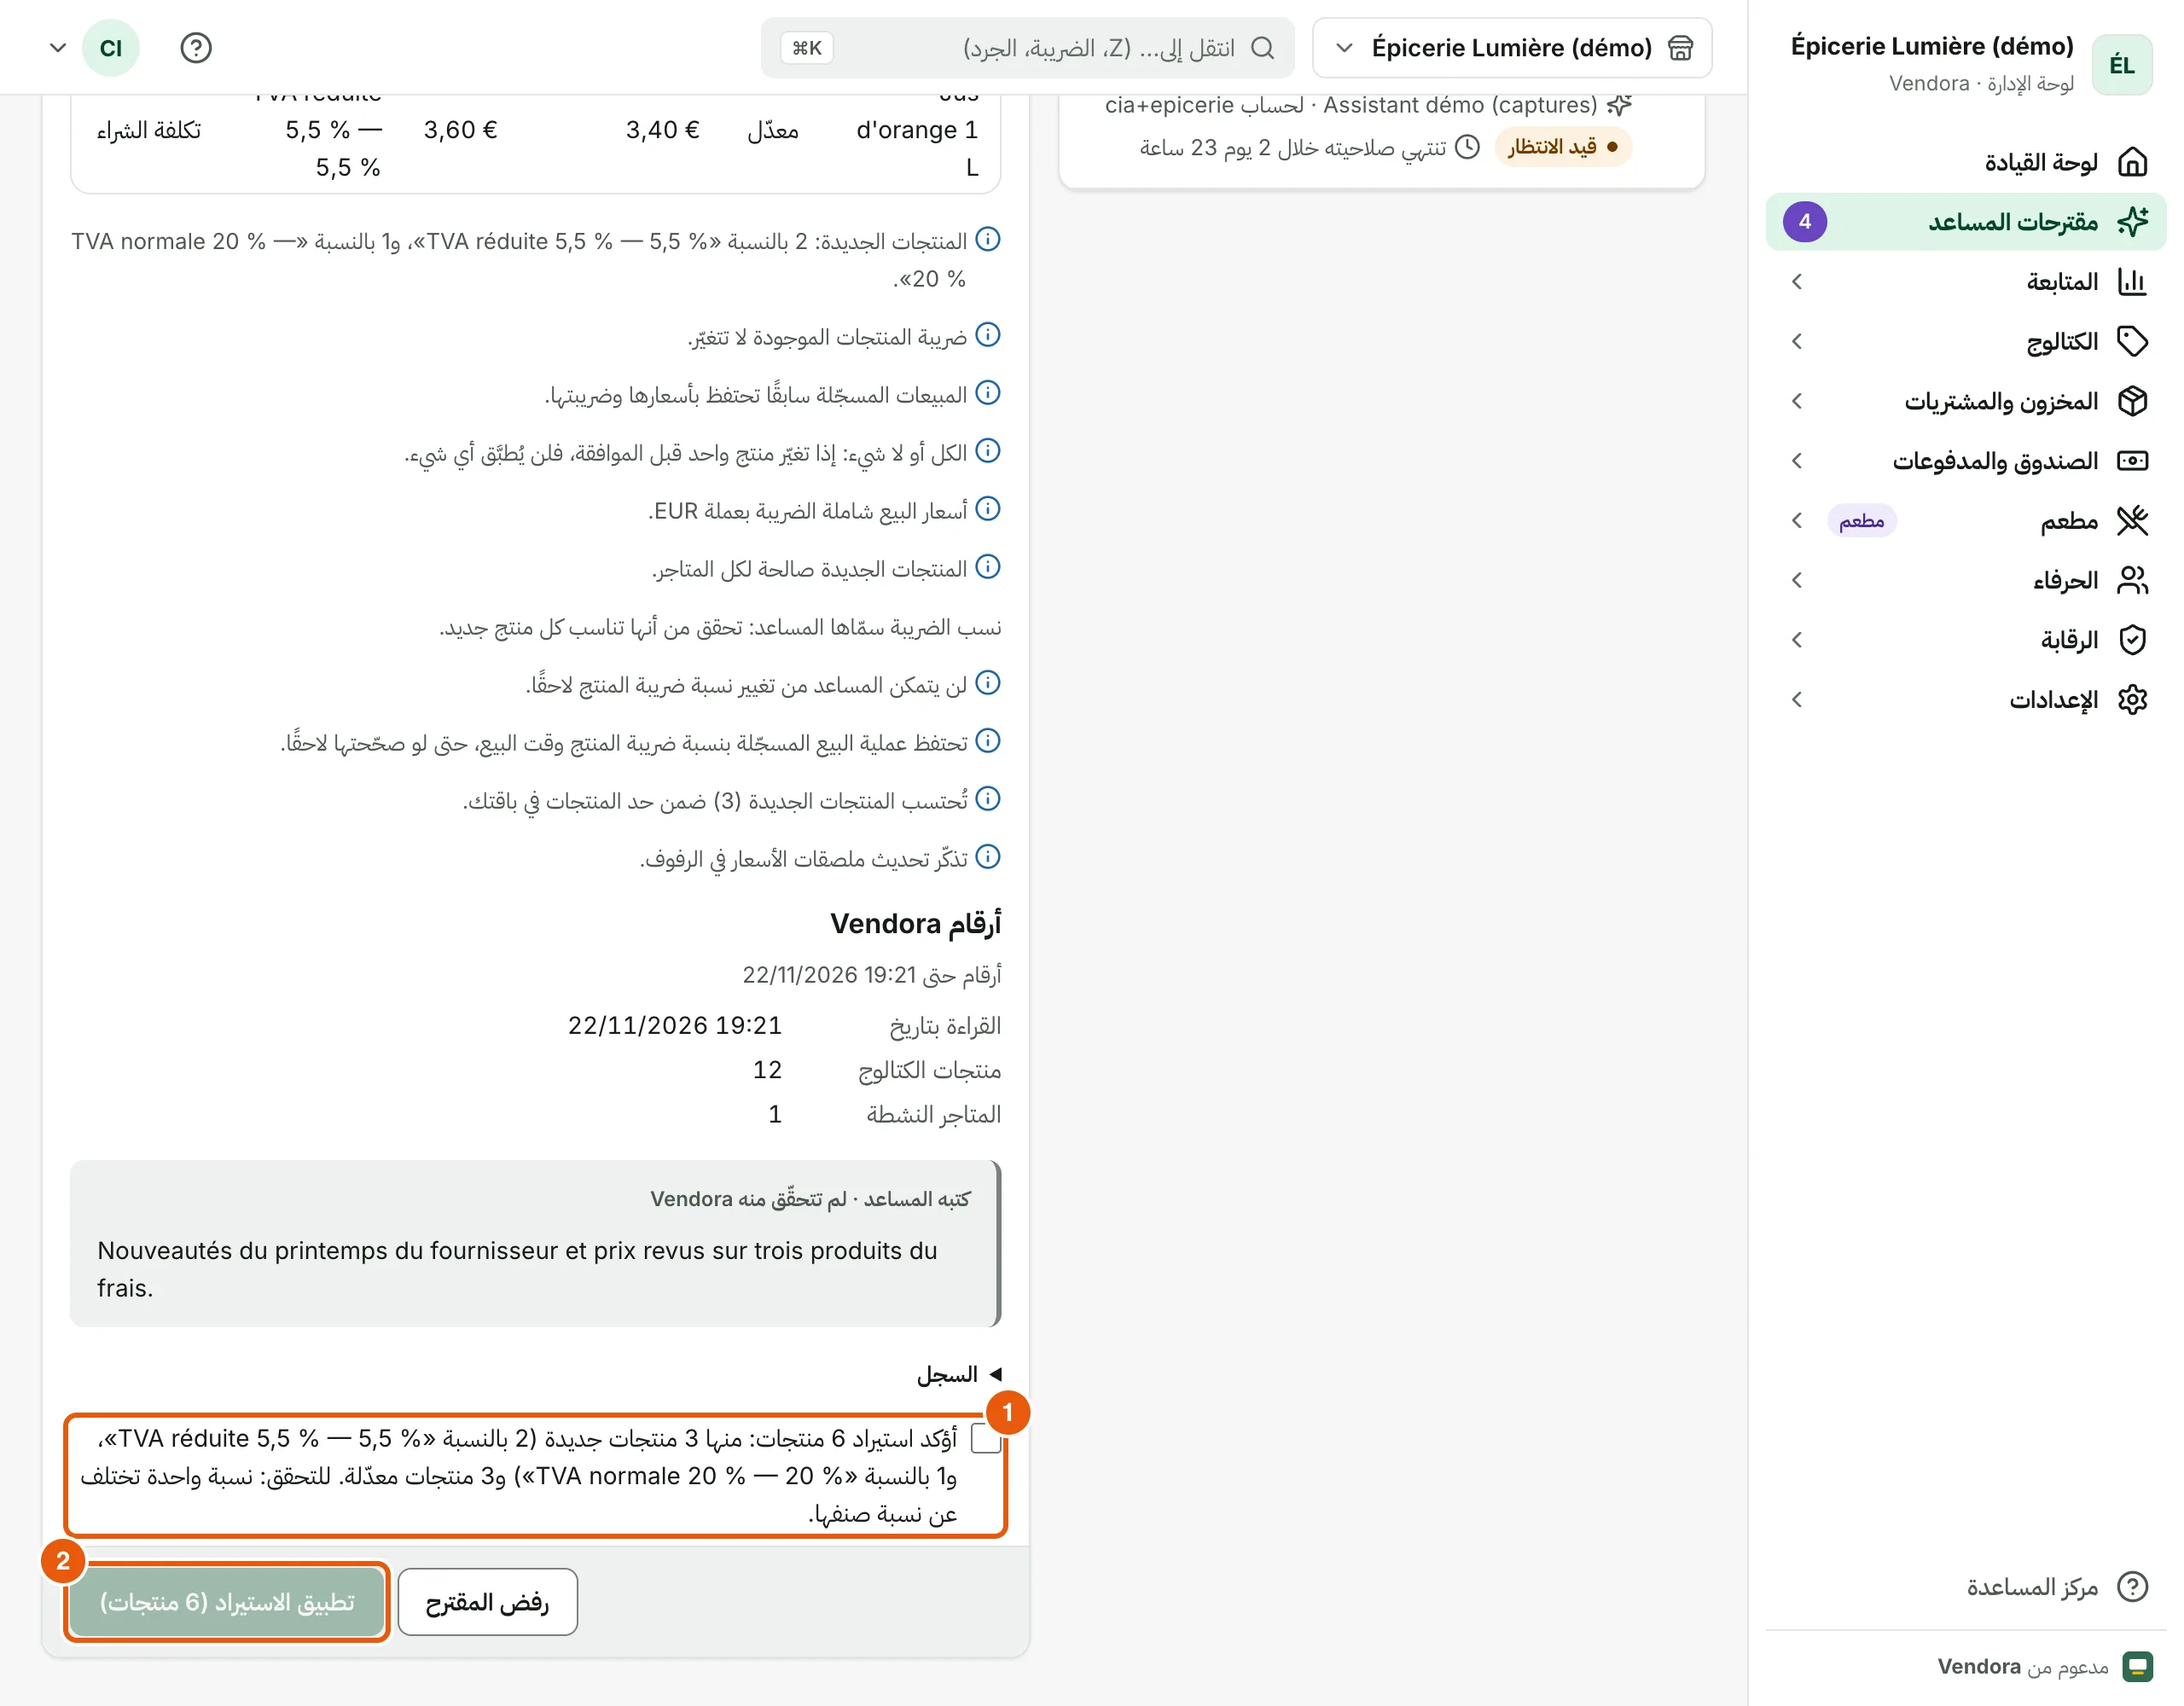 Épicerie Lumière (démo)
لوحة الإدارة · Vendora
ÉL
لوحة القيادة
مقترحات المساعد
4
المتابعة
الكتالوج
المخزون والمشتريات
الصندوق والمدفوعات
مطعم
مطعم
الحرفاء
الرقابة
الإعدادات
مركز المساعدة
مدعوم من Vendora
Épicerie Lumière (démo)
انتقل إلى... (Z، الضريبة، الجرد)
⌘K
CI
Assistant démo (captures) · لحساب cia+epicerie
قيد الانتظار
تنتهي صلاحيته خلال 2 يوم 23 ساعة
Jus
d'orange 1
L
معدّل
3,40 €
3,60 €
TVA réduite
5,5 % —
5,5 %
تكلفة الشراء
المنتجات الجديدة: 2 بالنسبة «TVA réduite 5,5 % — 5,5 %»، و1 بالنسبة «TVA normale 20 % —
20 %».
ضريبة المنتجات الموجودة لا تتغيّر.
المبيعات المسجّلة سابقًا تحتفظ بأسعارها وضريبتها.
الكل أو لا شيء: إذا تغيّر منتج واحد قبل الموافقة، فلن يُطبَّق أي شيء.
أسعار البيع شاملة الضريبة بعملة EUR.
المنتجات الجديدة صالحة لكل المتاجر.
نسب الضريبة سمّاها المساعد: تحقق من أنها تناسب كل منتج جديد.
لن يتمكن المساعد من تغيير نسبة ضريبة المنتج لاحقًا.
تحتفظ عملية البيع المسجّلة بنسبة ضريبة المنتج وقت البيع، حتى لو صحّحتها لاحقًا.
تُحتسب المنتجات الجديدة (3) ضمن حد المنتجات في باقتك.
تذكّر تحديث ملصقات الأسعار في الرفوف.
أرقام Vendora
أرقام حتى 22/11/2026 19:21
القراءة بتاريخ
22/11/2026 19:21
منتجات الكتالوج
12
المتاجر النشطة
1
كتبه المساعد · لم تتحقّق منه Vendora
Nouveautés du printemps du fournisseur et prix revus sur trois produits du
frais.
السجل
1
أؤكد استيراد 6 منتجات: منها 3 منتجات جديدة (2 بالنسبة «TVA réduite 5,5 % — 5,5 %»،
و1 بالنسبة «TVA normale 20 % — 20 %») و3 منتجات معدّلة. للتحقق: نسبة واحدة تختلف
عن نسبة صنفها.
2
رفض المقترح
تطبيق الاستيراد (6 منتجات)